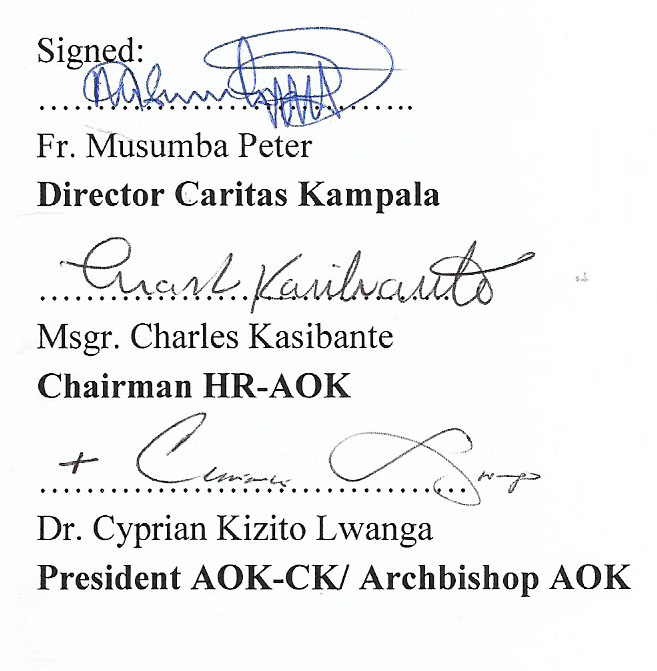 Signed:
Fr. Musumba Peter
Director Caritas Kampala
Msgr. Charles Kasibante
Chairman HR-AOK
+
Dr. Cyprian Kizito Lwanga
President AOK-CK/ Archbishop AOK